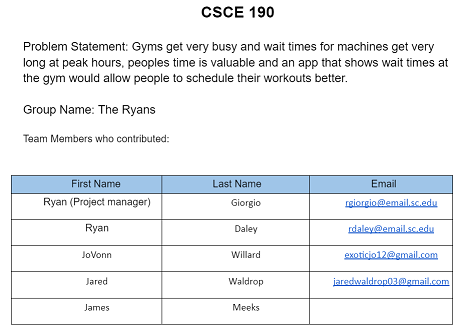 CSCE 190
Problem Statement: Gyms get very busy and wait times for machines get very
long at peak hours, peoples time is valuable and an app that shows wait times at
the gym would allow people to schedule their workouts better.
Group Name: The Ryans
Team Members who contributed:
First Name Last Name Email
Ryan (Project manager) Giorgio rgiorgio@email.sc.edu
Ryan Daley rdaley@email.sc.edu
JoVonn Willard exoticjo12@gmail.com
Jared Waldrop jaredwaldrop03@gmail.com
James Meeks